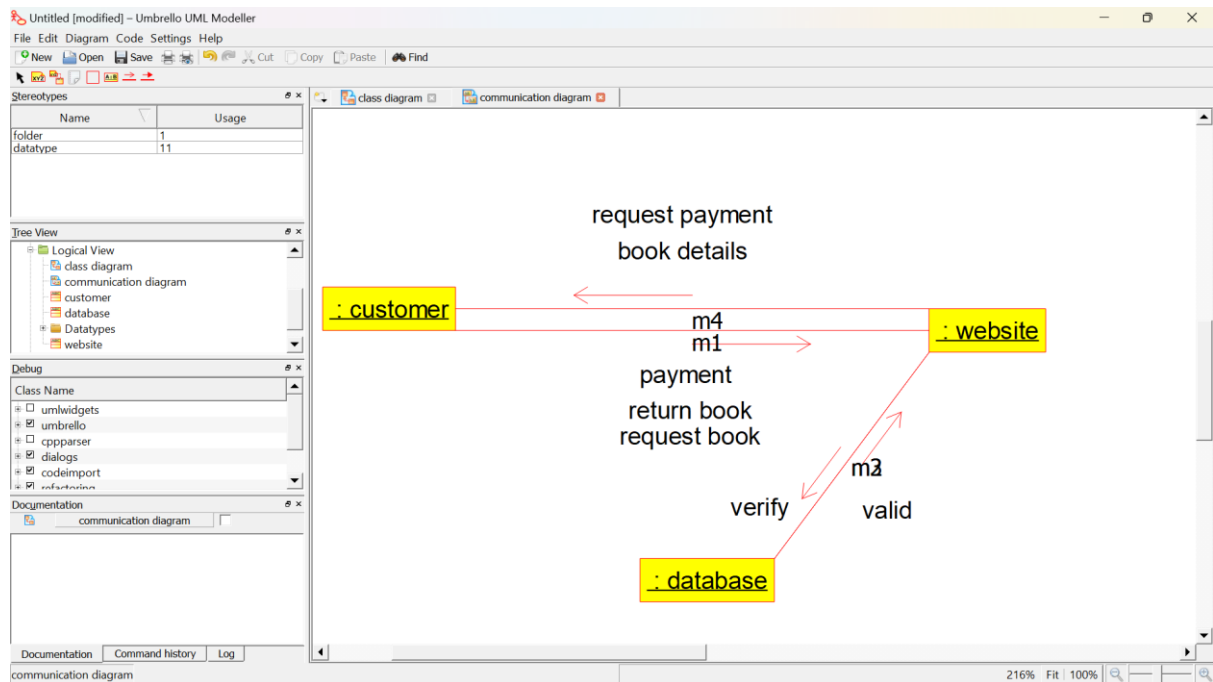 Untitled [modified] – Umbrello UML Modeller
File Edit Diagram Code Settings Help
New Open Save Cut Copy Paste Find
Stereotypes
Name Usage
folder 1
datatype 11
Tree View
Logical View
class diagram
communication diagram
customer
database
Datatypes
website
Debug
Class Name
umlwidgets
umbrello
cppparser
dialogs
codeimport
refactoring
Documentation
communication diagram
Documentation Command history Log
communication diagram
class diagram communication diagram
request payment
book details
: customer
m4
m1
: website
payment
return book
request book
verify
valid
: database
216% Fit 100%